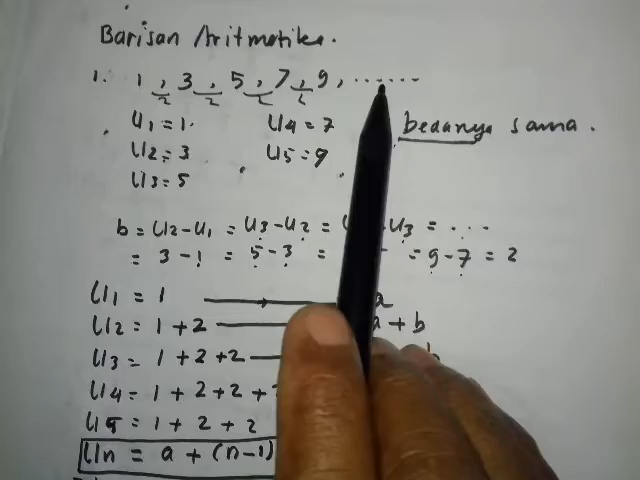 Barisan Aritmatika.
1. 1, 3, 5, 7, 9, .......
2 2 2 2
U1 = 1. U4 = 7 bedanya sama.
U2 = 3 U5 = 9
U3 = 5
b = U2 - U1 = U3 - U2 = U3 = ....
= 3 - 1 = 5 - 3 = - = 9 - 7 = 2
U1 = 1 → a
U2 = 1 + 2 a + b
U3 = 1 + 2 + 2 b
U4 = 1 + 2 + 2 +
U5 = 1 + 2 + 2
Un = a + (n-1)